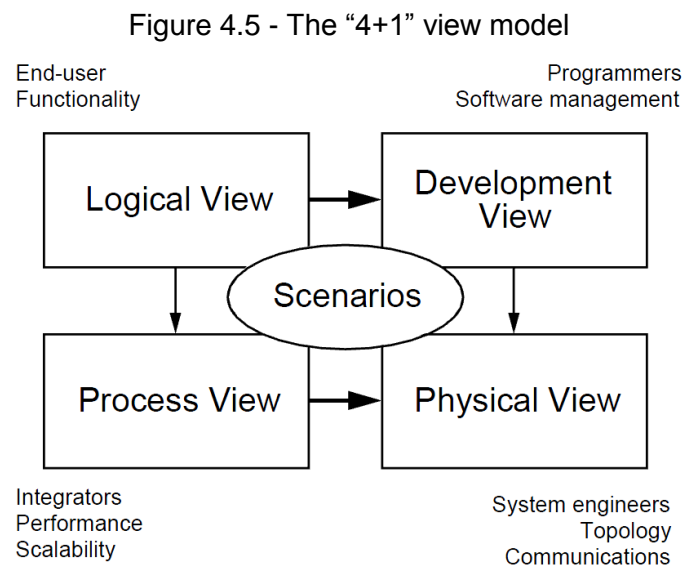 Figure 4.5 - The “4+1” view model
End-user
Functionality
Programmers
Software management
Logical View
Development
View
Scenarios
Process View
Physical View
Integrators
Performance
Scalability
System engineers
Topology
Communications